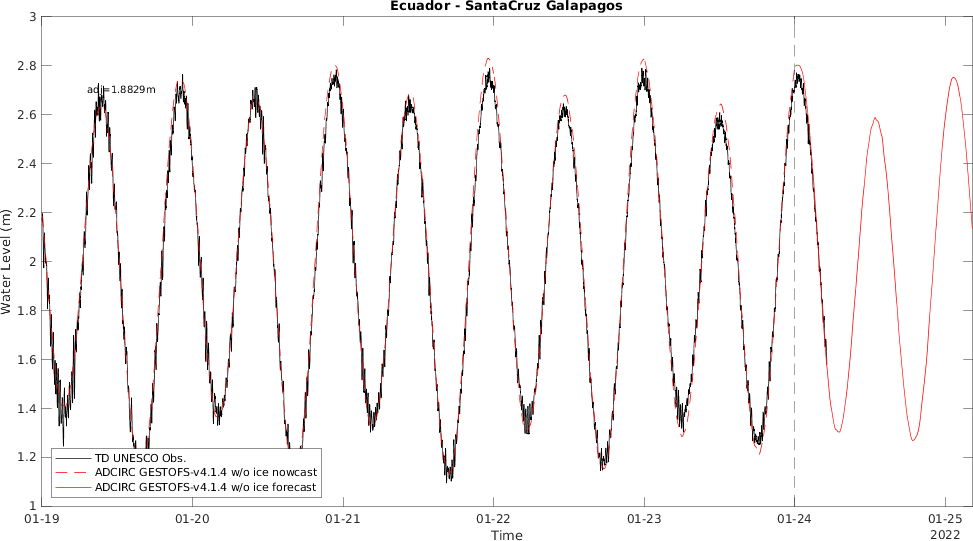 Ecuador - SantaCruz Galapagos
3
2.8
2.6
2.4
2.2
2
1.8
1.6
1.4
1.2
1
Water Level (m)
adj=1.8829m
TD UNESCO Obs.
ADCIRC GESTOFS-v4.1.4 w/o ice nowcast
ADCIRC GESTOFS-v4.1.4 w/o ice forecast
01-19 01-20 01-21 01-22 01-23 01-24 01-25
Time
2022